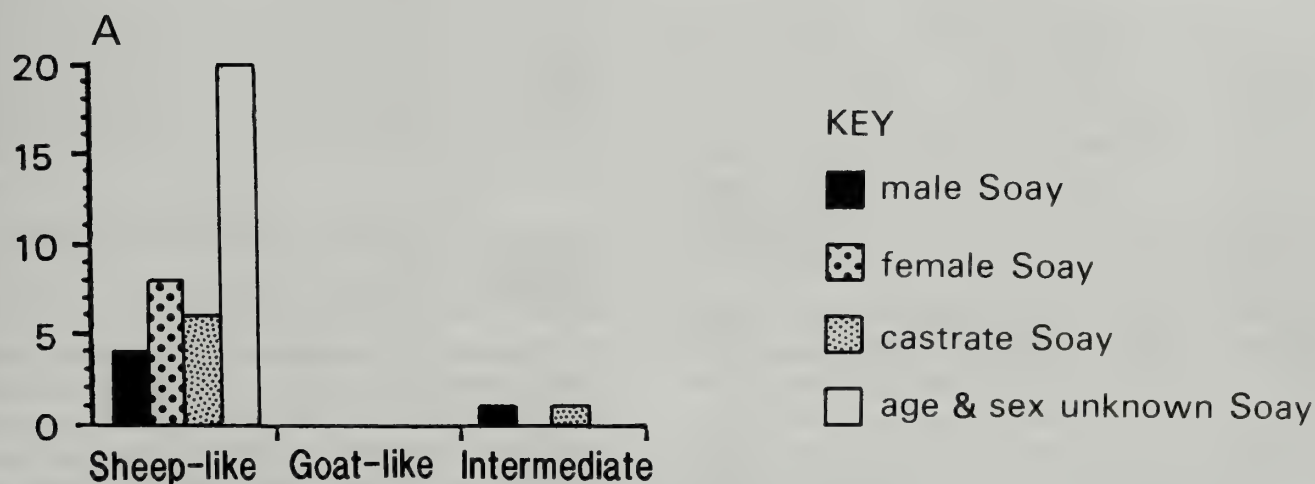 A
20
15
10
5
0
Sheep-like Goat-like Intermediate
KEY
male Soay
female Soay
castrate Soay
age & sex unknown Soay